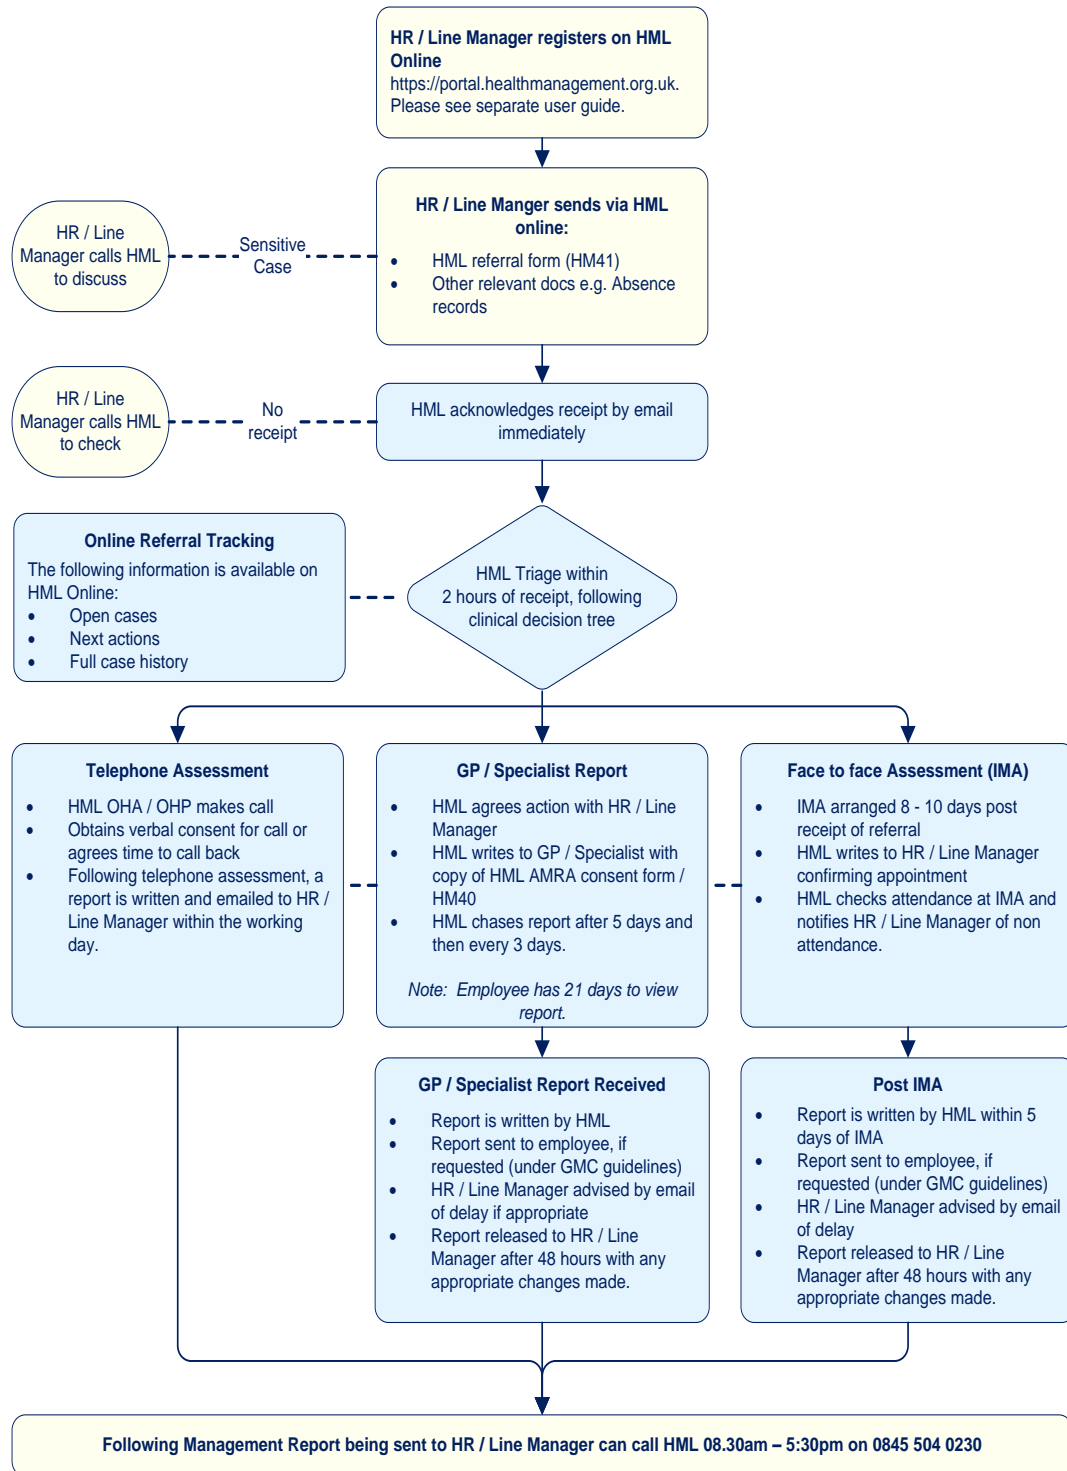 HR / Line Manager registers on HML
Online
https://portal.healthmanagement.org.uk.
Please see separate user guide.
HR / Line Manger sends via HML
online:
• HML referral form (HM41)
• Other relevant docs e.g. Absence
records
HR / Line
Manager calls HML
to discuss
Sensitive
Case
HR / Line
Manager calls HML
to check
No
receipt
HML acknowledges receipt by email
immediately
Online Referral Tracking
The following information is available on
HML Online:
• Open cases
• Next actions
• Full case history
HML Triage within
2 hours of receipt, following
clinical decision tree
Telephone Assessment
• HML OHA / OHP makes call
• Obtains verbal consent for call or
agrees time to call back
• Following telephone assessment, a
report is written and emailed to HR /
Line Manager within the working
day.
GP / Specialist Report
• HML agrees action with HR / Line
Manager
• HML writes to GP / Specialist with
copy of HML AMRA consent form /
HM40
• HML chases report after 5 days and
then every 3 days.
Note: Employee has 21 days to view
report.
Face to face Assessment (IMA)
• IMA arranged 8 - 10 days post
receipt of referral
• HML writes to HR / Line Manager
confirming appointment
• HML checks attendance at IMA and
notifies HR / Line Manager of non
attendance.
GP / Specialist Report Received
• Report is written by HML
• Report sent to employee, if
requested (under GMC guidelines)
• HR / Line Manager advised by email
of delay if appropriate
• Report released to HR / Line
Manager after 48 hours with any
appropriate changes made.
Post IMA
• Report is written by HML within 5
days of IMA
• Report sent to employee, if
requested (under GMC guidelines)
• HR / Line Manager advised by email
of delay
• Report released to HR / Line
Manager after 48 hours with any
appropriate changes made.
Following Management Report being sent to HR / Line Manager can call HML 08.30am – 5:30pm on 0845 504 0230